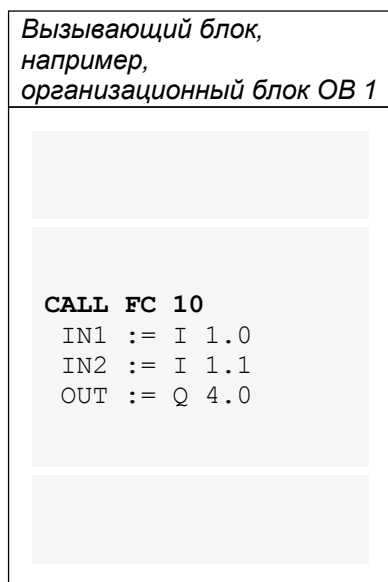 Вызывающий блок,
например,
организационный блок OB 1
CALL FC 10
IN1 := I 1.0
IN2 := I 1.1
OUT := Q 4.0